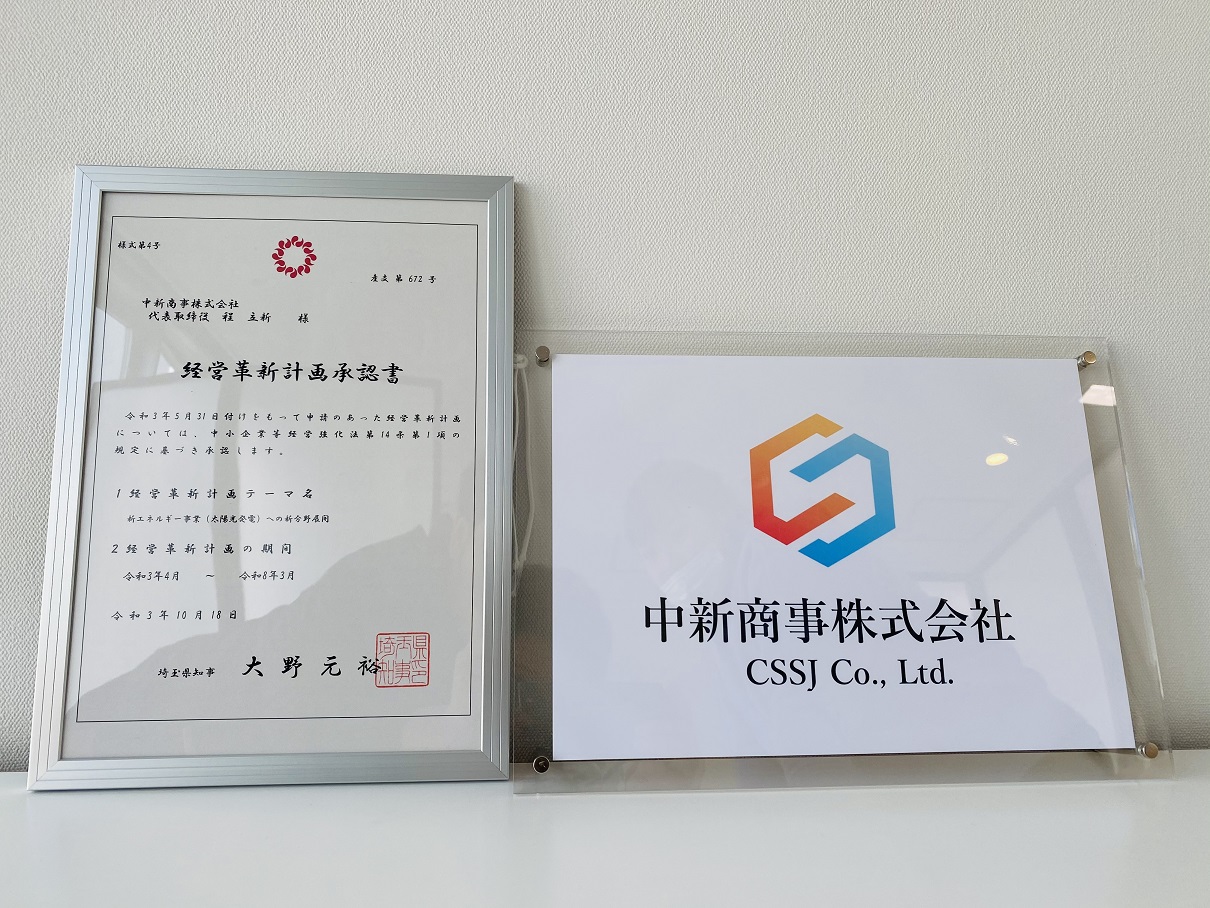 様式第4号
産支 第 672 号
中新商事株式会社
代表取締役 程 立新 様
経営革新計画承認書
令和3年5月31日付けをもって申請のあった経営革新計画
については、中小企業等経営強化法第14条第1項の
規定に基づき承認します。
1 経営革新計画テーマ名
新エネルギー事業（太陽光発電）への新分野展開
2 経営革新計画の期間
令和3年4月 ～ 令和8年3月
令和3年10月18日
埼玉県知事 大野元裕
埼玉県知事印
中新商事株式会社
CSSJ Co., Ltd.